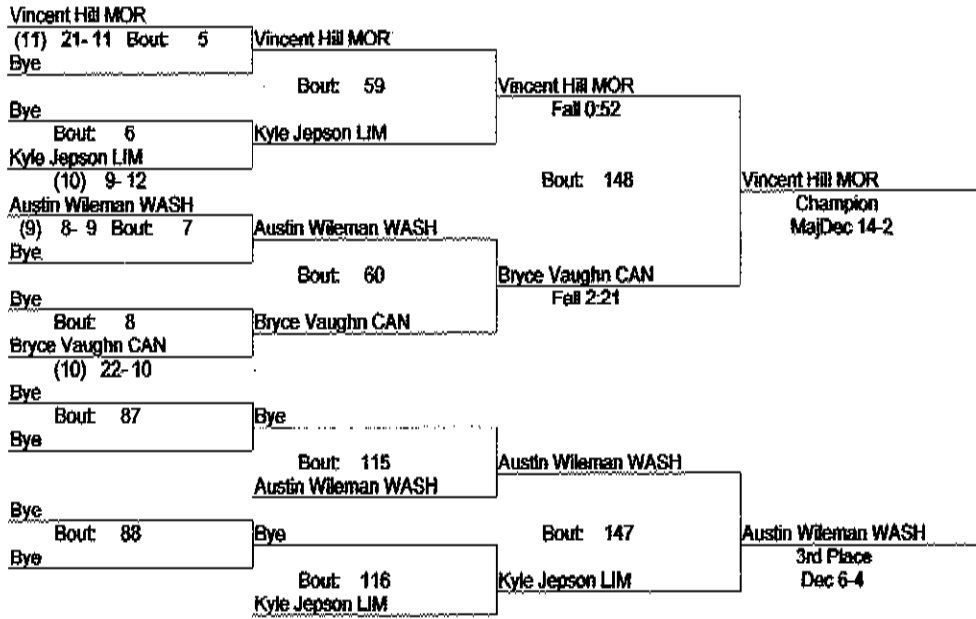 Vincent Hill MOR
(11) 21-11 Bout: 5
Bye
Vincent Hill MOR
Bout: 59
Bye
Bout: 6
Kyle Jepson LIM
(10) 9-12
Kyle Jepson LIM
Vincent Hill MOR
Fall 0:52
Bout: 148
Austin Wileman WASH
(9) 8-9 Bout: 7
Bye
Austin Wileman WASH
Bout: 60
Bye
Bout: 8
Bryce Vaughn CAN
(10) 22-10
Bryce Vaughn CAN
Bryce Vaughn CAN
Fall 2:21
Vincent Hill MOR
Champion
MajDec 14-2
Bye
Bout: 87
Bye
Bye
Bout: 115
Austin Wileman WASH
Austin Wileman WASH
Bye
Bout: 88
Bye
Bye
Bout: 116
Kyle Jepson LIM
Bout: 147
Kyle Jepson LIM
Austin Wileman WASH
3rd Place
Dec 6-4